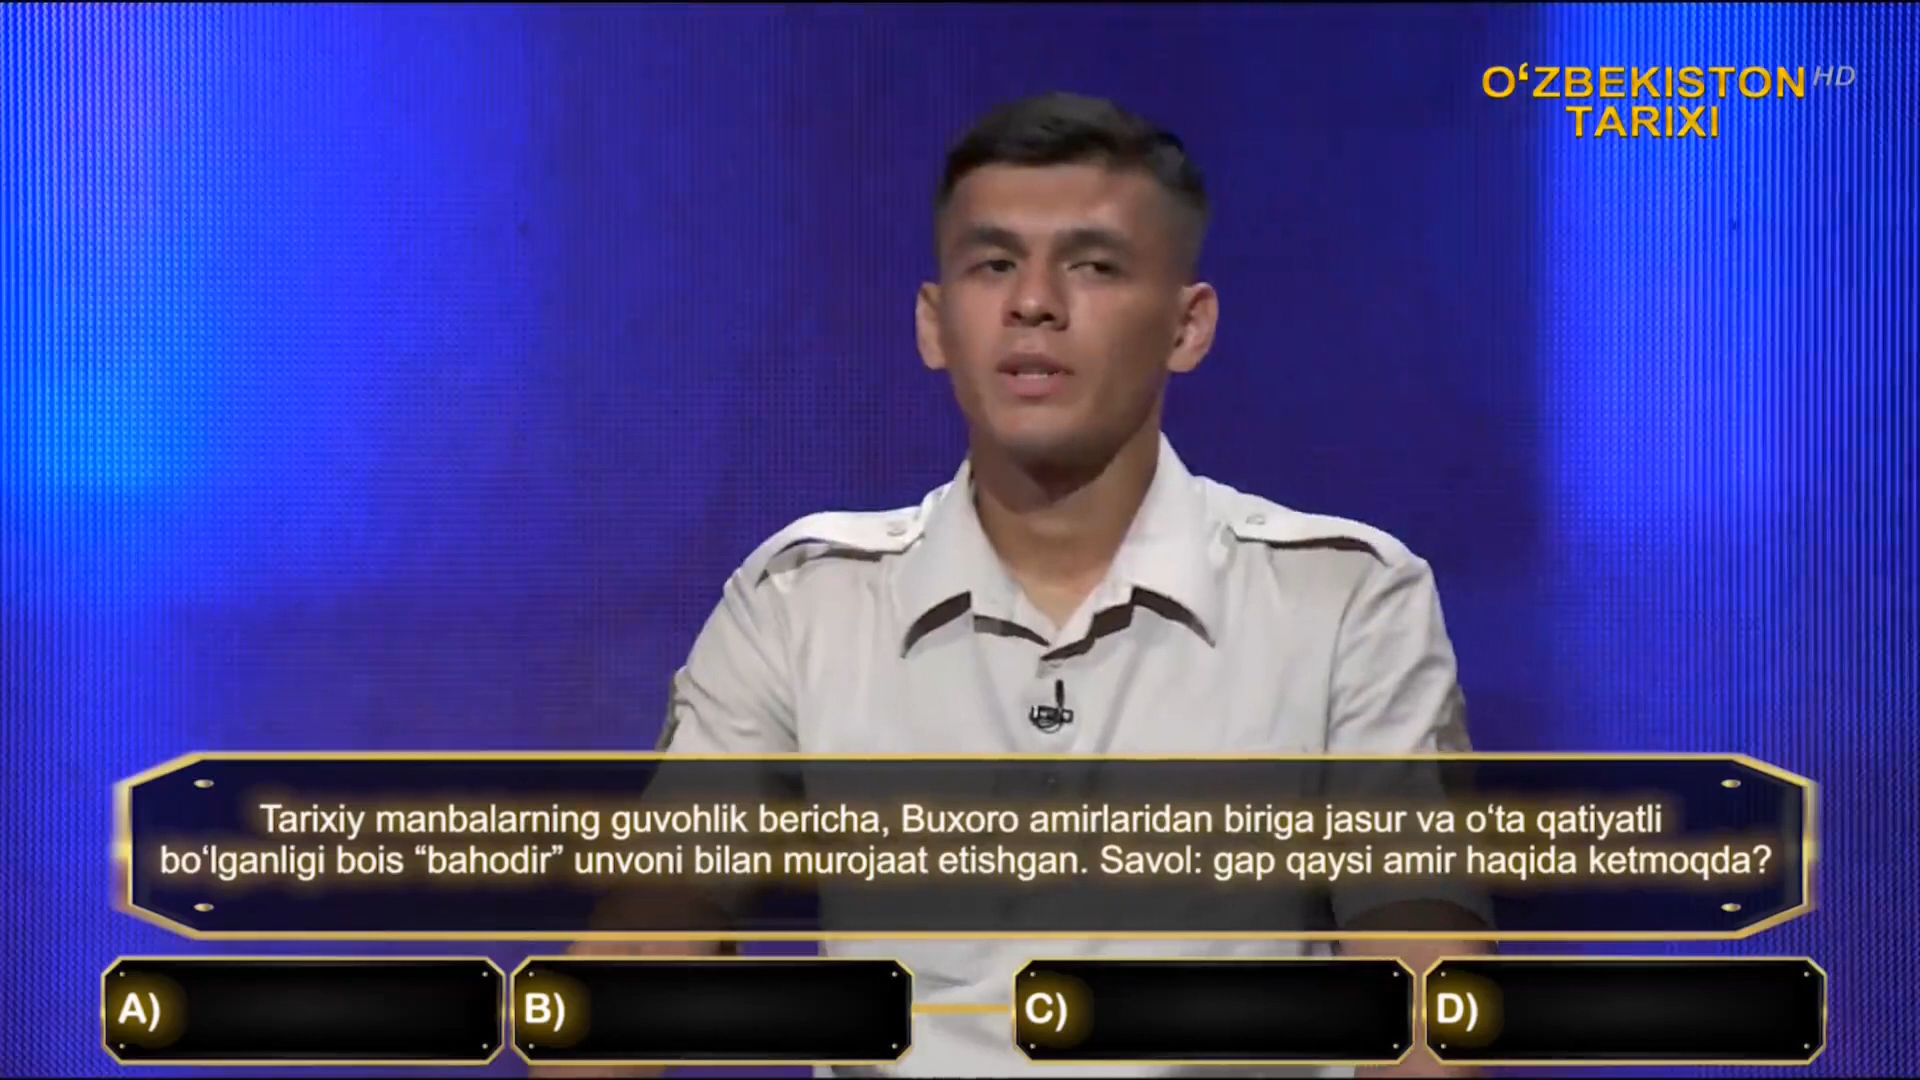 O‘ZBEKISTON HD
TARIXI
Tarixiy manbalarning guvohlik bericha, Buxoro amirlaridan biriga jasur va o‘ta qatiyatli
bo‘lganligi bois “bahodir” unvoni bilan murojaat etishgan. Savol: gap qaysi amir haqida ketmoqda?
A)
B)
C)
D)